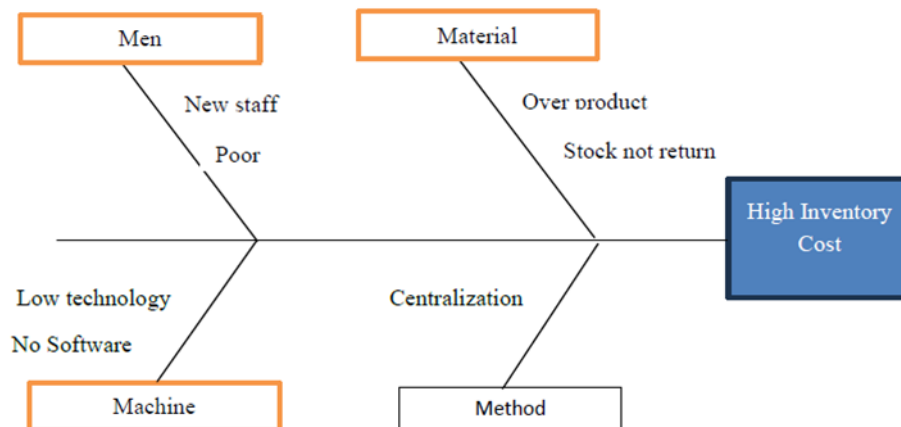 Men
Material
New staff
Over product
Poor
Stock not return
High Inventory
Cost
Low technology
Centralization
No Software
Machine
Method